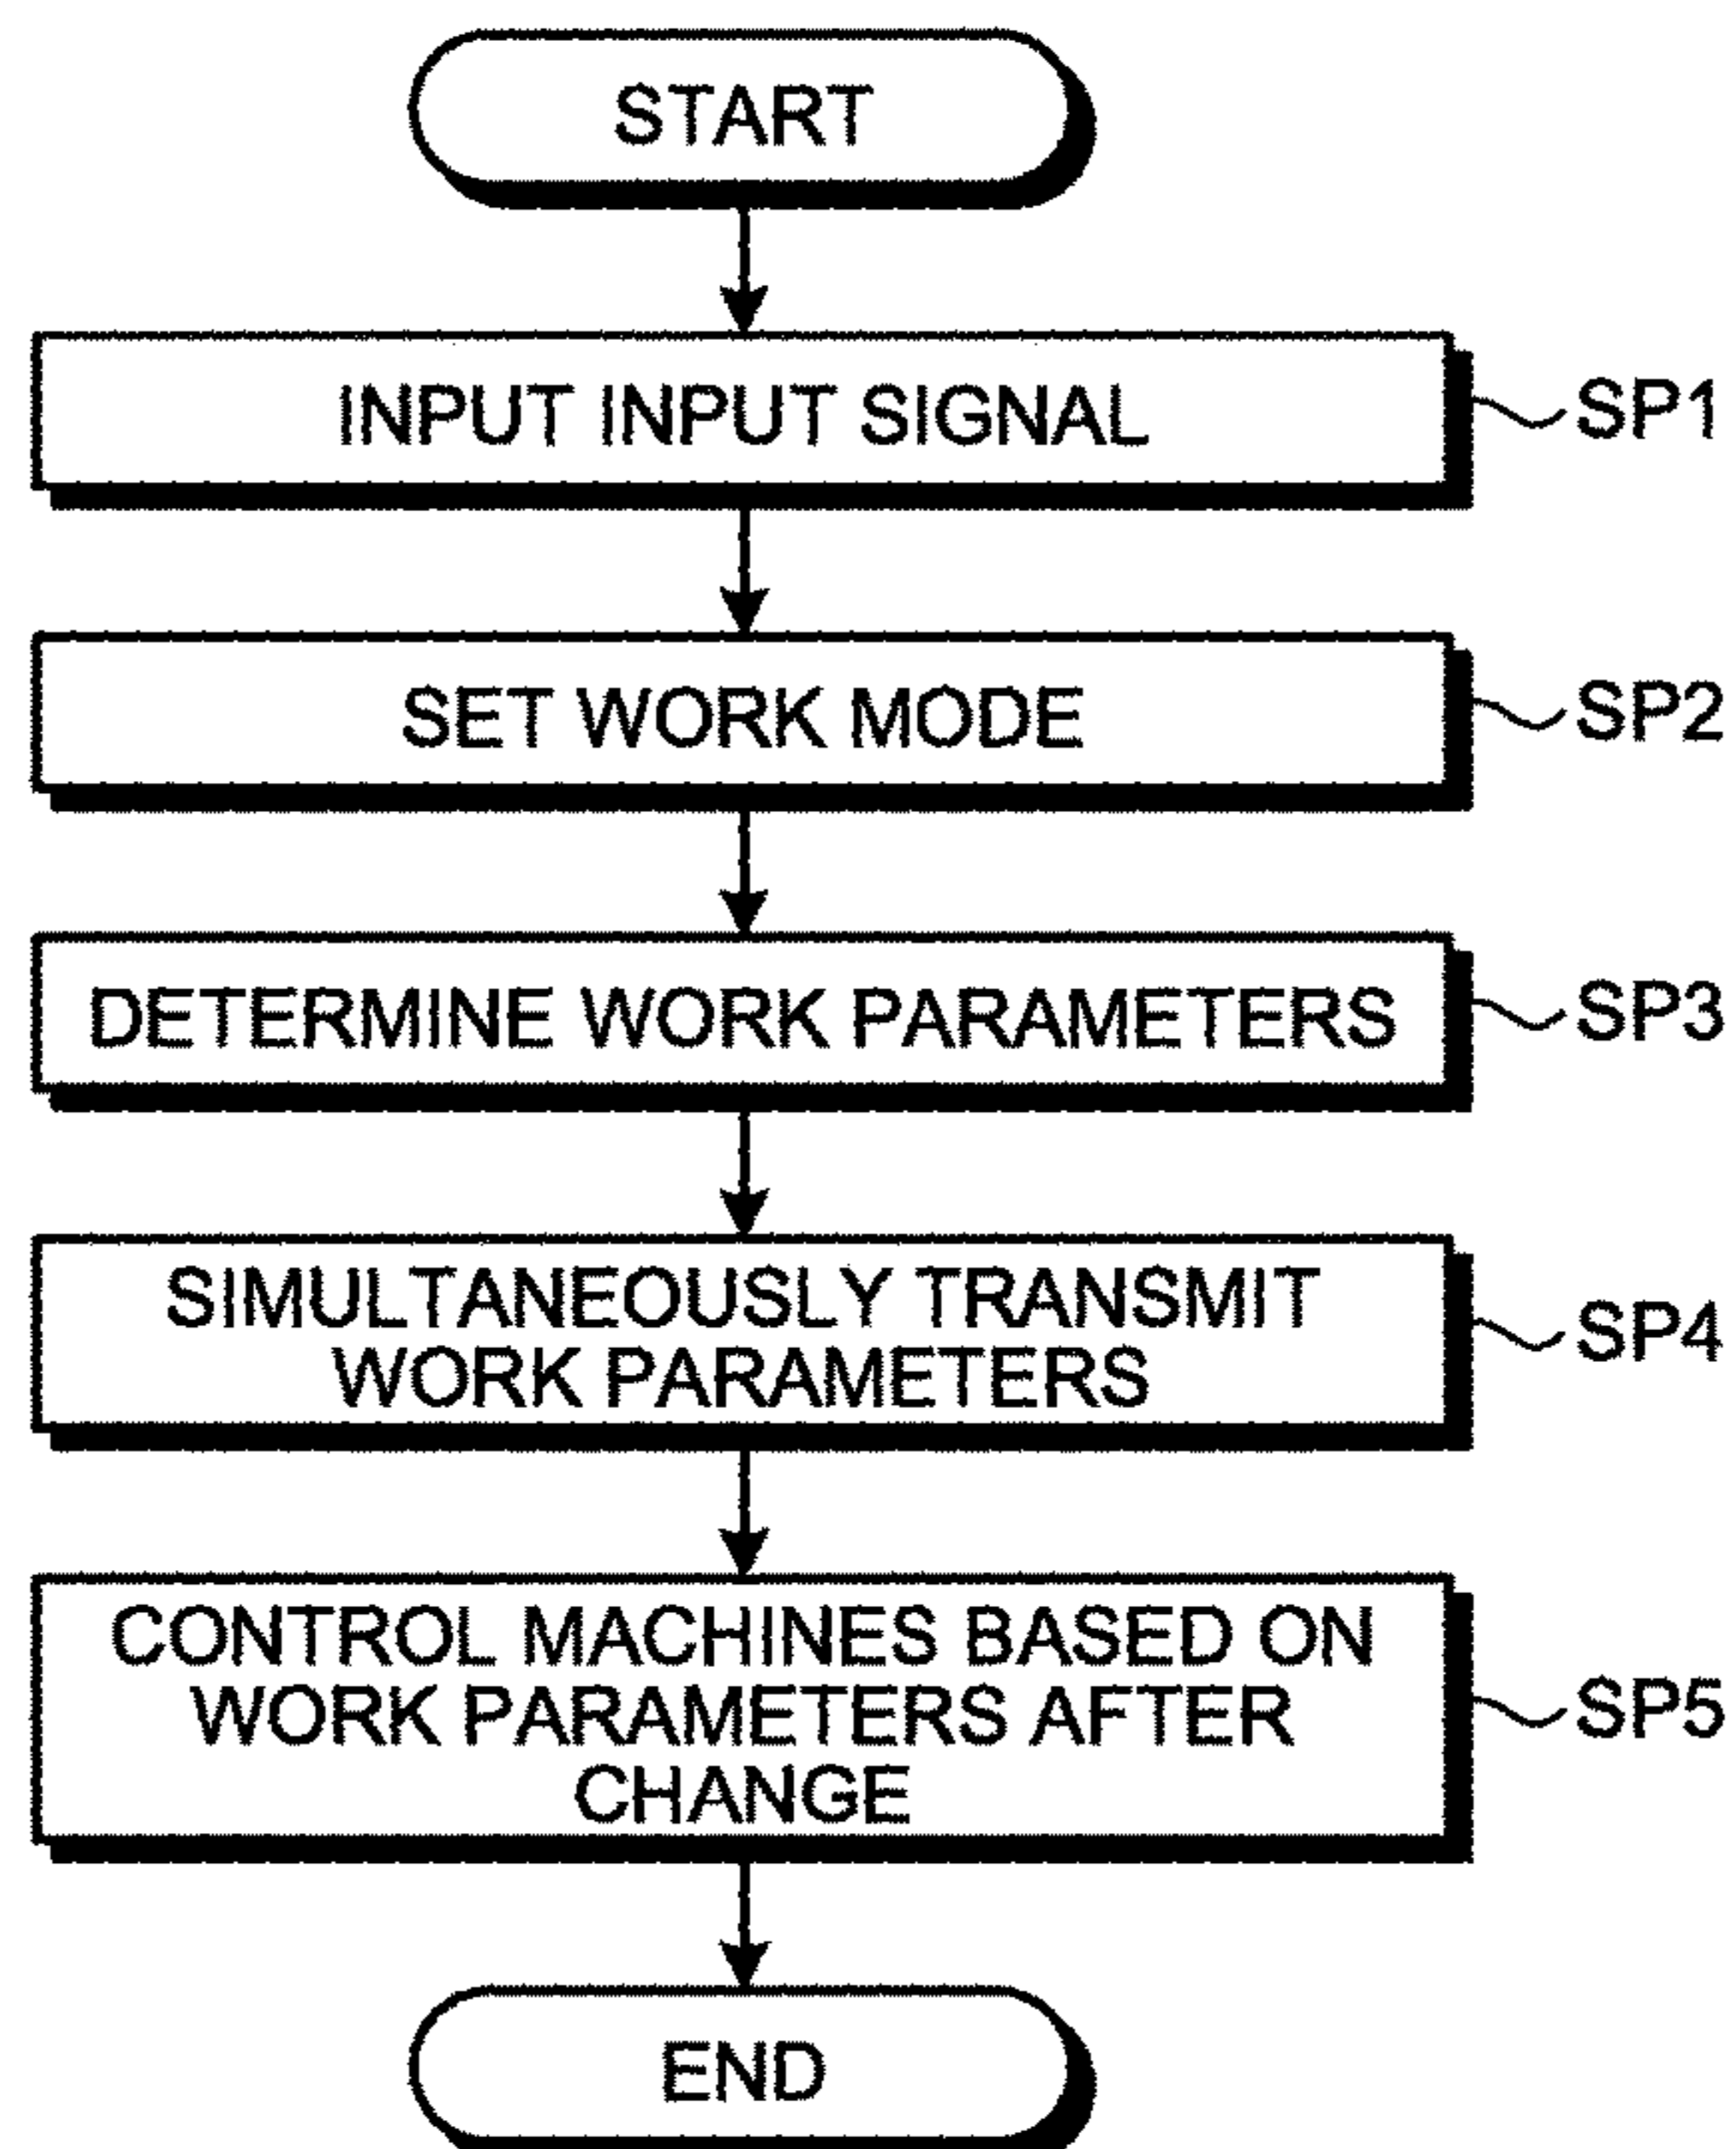 START
INPUT INPUT SIGNAL
SP1
SET WORK MODE
SP2
DETERMINE WORK PARAMETERS
SP3
SIMULTANEOUSLY TRANSMIT
WORK PARAMETERS
SP4
CONTROL MACHINES BASED ON
WORK PARAMETERS AFTER
CHANGE
SP5
END